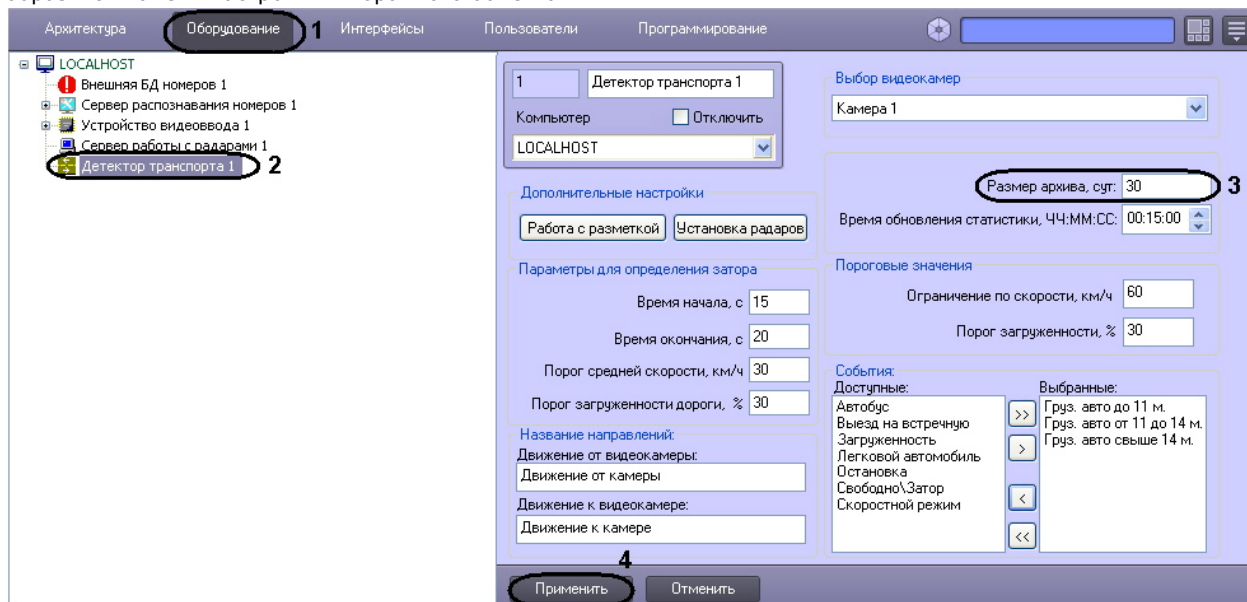 Архитектура Оборудование 1 Интерфейсы Пользователи Программирование
LOCALHOST
Внешняя БД номеров 1
Сервер распознавания номеров 1
Устройство видеоввода 1
Сервер работы с радарами 1
Детектор транспорта 1 2
1 Детектор транспорта 1
Компьютер Отключить
LOCALHOST
Дополнительные настройки
Работа с разметкой Установка радаров
Параметры для определения затора
Время начала, с 15
Время окончания, с 20
Порог средней скорости, км/ч 30
Порог загруженности дороги, % 30
Название направлений:
Движение от видеокамеры:
Движение от камеры
Движение к видеокамере:
Движение к камере
Выбор видеокамер
Камера 1
Размер архива, сут: 30 3
Время обновления статистики, ЧЧ:ММ:СС: 00:15:00
Пороговые значения
Ограничение по скорости, км/ч 60
Порог загруженности, % 30
События:
Доступные: Выбранные:
Автобус
Выезд на встречную
Загруженность
Легковой автомобиль
Остановка
Свободно\Затор
Скоростной режим
>>
>
<
<<
Груз. авто до 11 м.
Груз. авто от 11 до 14 м.
Груз. авто свыше 14 м.
4
Применить Отменить